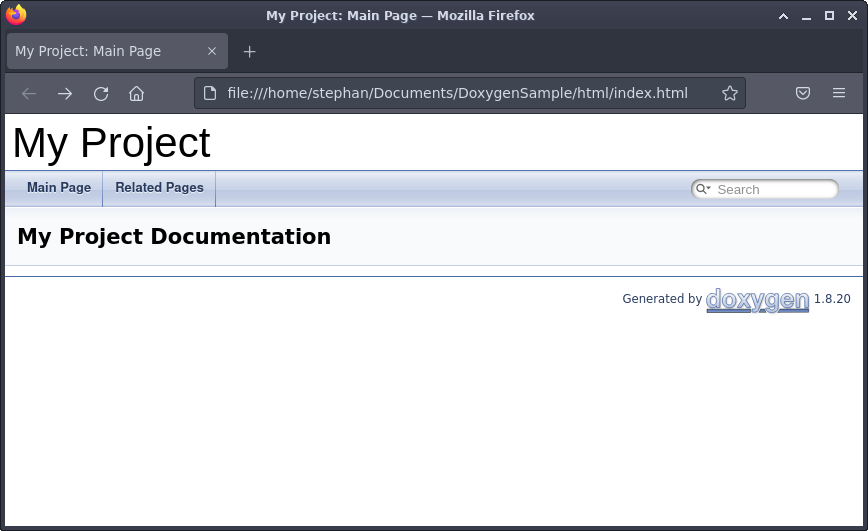 My Project: Main Page — Mozilla Firefox
My Project: Main Page
file:///home/stephan/Documents/DoxygenSample/html/index.html
My Project
Main Page Related Pages Search
My Project Documentation
Generated by doxygen 1.8.20